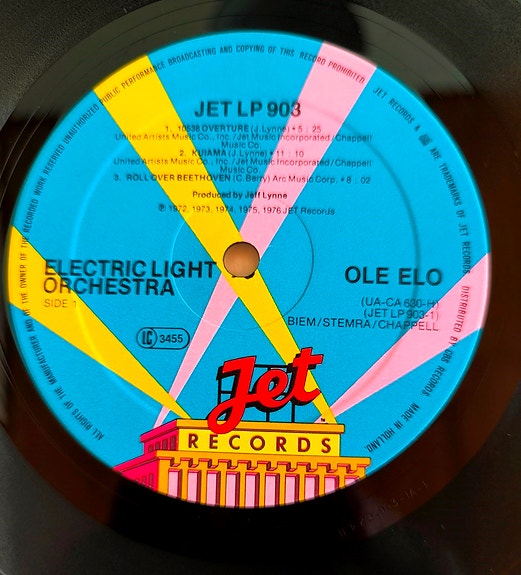 ALL RIGHTS OF THE MANUFACTURER AND OF THE OWNER OF THE RECORDED WORK RESERVED UNAUTHORIZED PUBLIC PERFORMANCE BROADCASTING AND COPYING OF THIS RECORD PROHIBITED
JET RECORDS & ARE TRADEMARKS OF JET RECORDS. DISTRIBUTED BY CBS RECORDS. MADE IN HOLLAND
JET LP 903
1. 10538 OVERTURE (J.Lynne) • 5 : 25
United Artists Music Co., Inc./Jet Music Incorporated/Chappell
Music Co.
2. KUIAMA (J.Lynne) • 11 : 10
United Artists Music Co., Inc./Jet Music Incorporated/Chappell
Music Co.
3. ROLL OVER BEETHOVEN (C.Berry) Arc Music Corp. • 8 : 02
Produced by Jeff Lynne
℗ 1972, 1973, 1974, 1975, 1976 JET Records
ELECTRIC LIGHT
ORCHESTRA
SIDE 1
LC 3455
OLE ELO
(UA-CA 630-H)
(JET LP 903-1)
BIEM/STEMRA/CHAPPELL
Jet
RECORDS